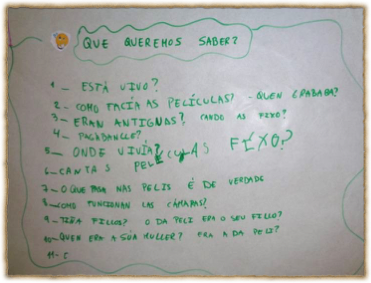 QUE QUEREMOS SABER?
1 - ESTÁ VIVO?
2 - COMO FACÍA AS PELÍCULAS? - QUEN GRABABA?
3 - ERAN ANTIGUAS? CANDO AS FIXO?
4 - PAGABANLLE?
5 - ONDE VIVÍA?
6 - CANTAS PELÍCULAS FÍXO?
7 - O QUE PASA NAS PELIS É DE VERDADE
8 - COMO FUNCIONAN LAS CÁMARAS?
9 - TIÑA FILLOS? O DA PELI ERA O SEU FILLO?
10 - QUEN ERA A SÚA MULLER? ERA A DA PELI?
11 -